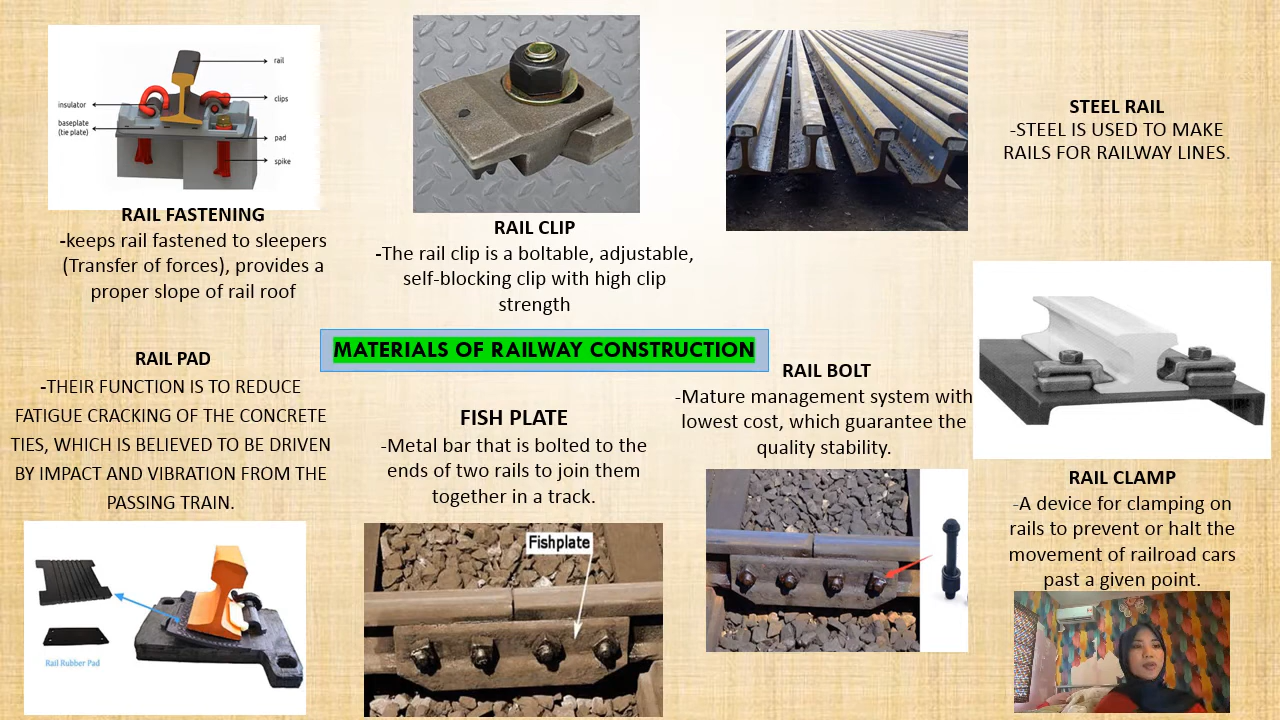 rail
clips
insulator
baseplate
(tie plate)
pad
spike
RAIL FASTENING
-keeps rail fastened to sleepers
(Transfer of forces), provides a
proper slope of rail roof
RAIL CLIP
-The rail clip is a boltable, adjustable,
self-blocking clip with high clip
strength
STEEL RAIL
-STEEL IS USED TO MAKE
RAILS FOR RAILWAY LINES.
MATERIALS OF RAILWAY CONSTRUCTION
RAIL PAD
-THEIR FUNCTION IS TO REDUCE
FATIGUE CRACKING OF THE CONCRETE
TIES, WHICH IS BELIEVED TO BE DRIVEN
BY IMPACT AND VIBRATION FROM THE
PASSING TRAIN.
Rail Rubber Pad
FISH PLATE
-Metal bar that is bolted to the
ends of two rails to join them
together in a track.
Fishplate
RAIL BOLT
-Mature management system with
lowest cost, which guarantee the
quality stability.
RAIL CLAMP
-A device for clamping on
rails to prevent or halt the
movement of railroad cars
past a given point.